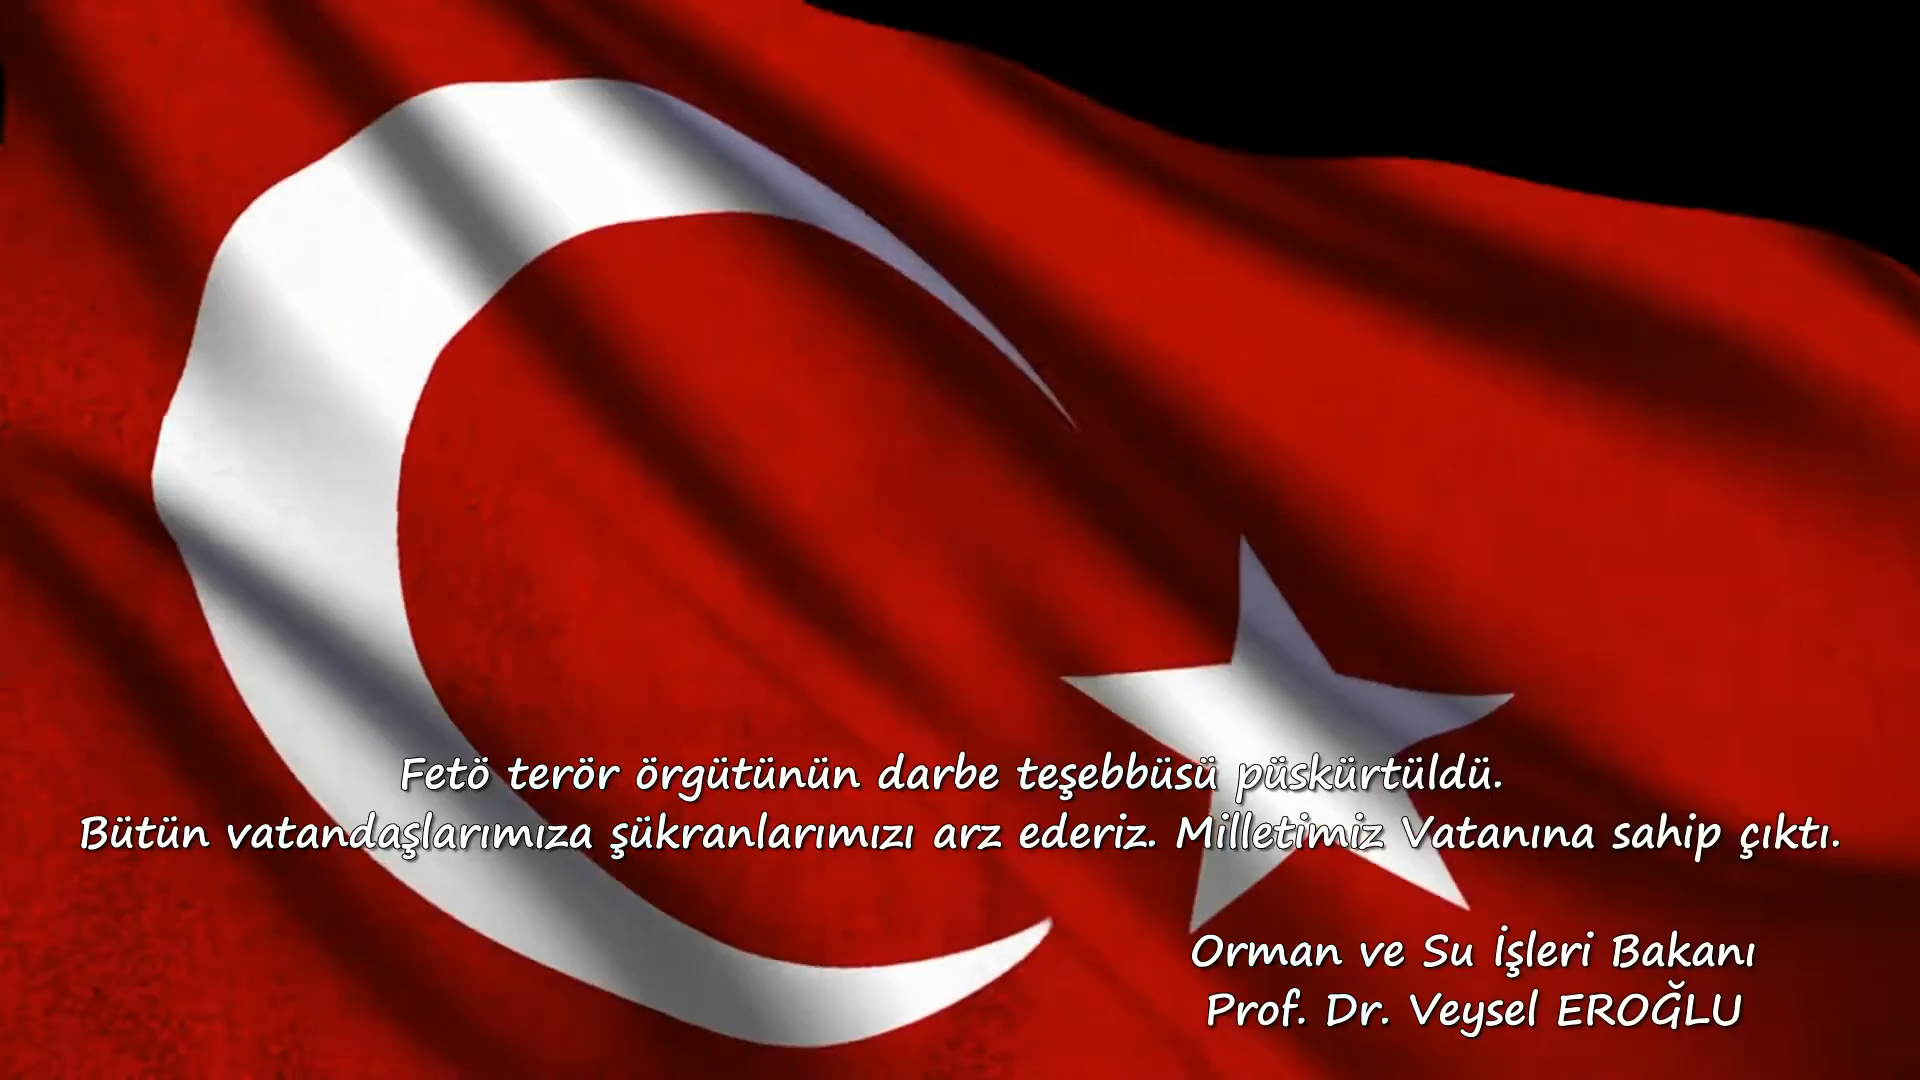 Fetö terör örgütünün darbe teşebbüsü püskürtüldü.
Bütün vatandaşlarımıza şükranlarımızı arz ederiz. Milletimiz Vatanına sahip çıktı.
Orman ve Su İşleri Bakanı
Prof. Dr. Veysel EROĞLU